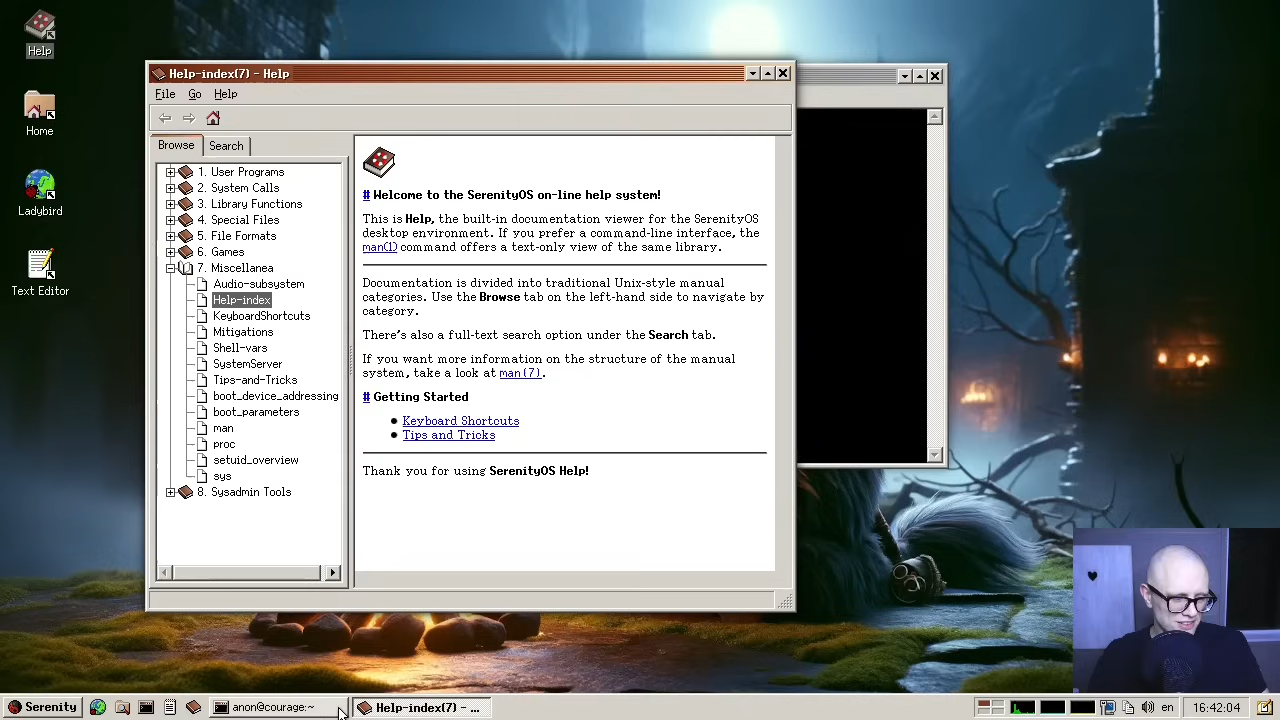 Help
Home
Ladybird
Text Editor
Help-index(7) - Help
File Go Help
Browse Search
1. User Programs
2. System Calls
3. Library Functions
4. Special Files
5. File Formats
6. Games
7. Miscellanea
Audio-subsystem
Help-index
KeyboardShortcuts
Mitigations
Shell-vars
SystemServer
Tips-and-Tricks
boot_device_addressing
boot_parameters
man
proc
setuid_overview
sys
8. Sysadmin Tools
# Welcome to the SerenityOS on-line help system!
This is Help, the built-in documentation viewer for the SerenityOS
desktop environment. If you prefer a command-line interface, the
man(1) command offers a text-only view of the same library.
Documentation is divided into traditional Unix-style manual
categories. Use the Browse tab on the left-hand side to navigate by
category.
There's also a full-text search option under the Search tab.
If you want more information on the structure of the manual
system, take a look at man(7).
# Getting Started
Keyboard Shortcuts
Tips and Tricks
Thank you for using SerenityOS Help!
Serenity
Help-index(7) - ...
en
16:42:04